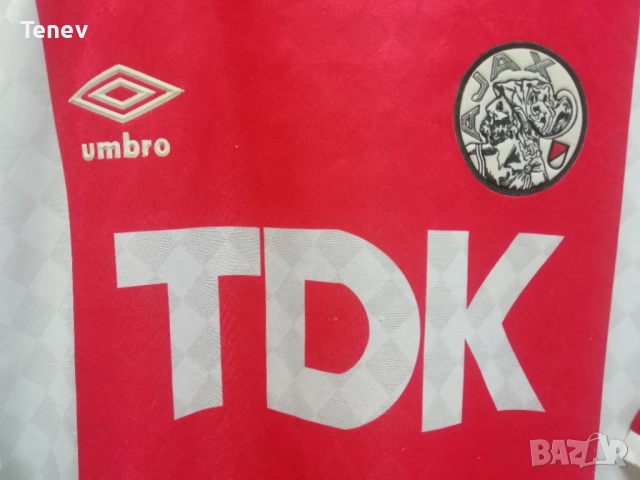 Tenev
umbro
AJAX
TDK
BAZAR